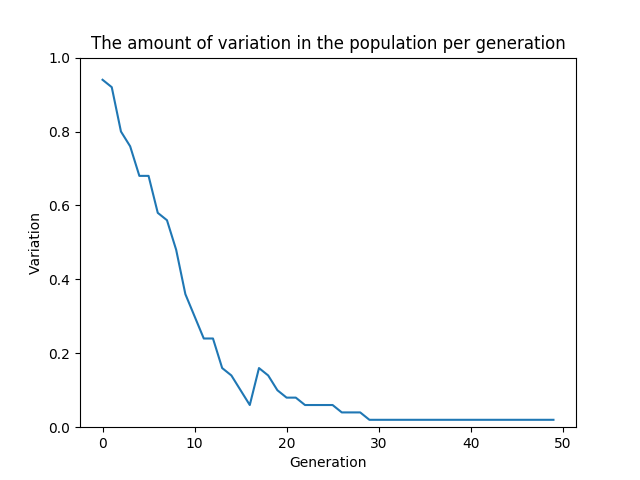 The amount of variation in the population per generation
1.0
0.8
0.6
0.4
0.2
0.0
Variation
0 10 20 30 40 50
Generation